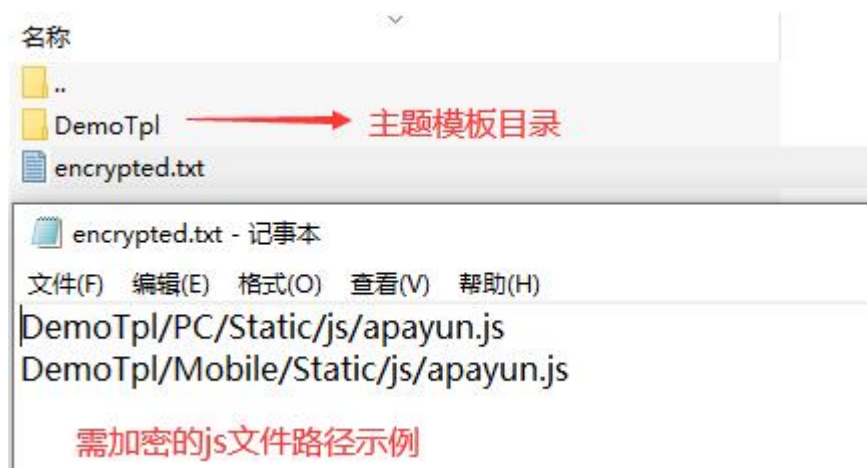 名称
..
DemoTpl
主题模板目录
encrypted.txt
encrypted.txt - 记事本
文件(F) 编辑(E) 格式(O) 查看(V) 帮助(H)
DemoTpl/PC/Static/js/apayun.js
DemoTpl/Mobile/Static/js/apayun.js
需加密的js文件路径示例